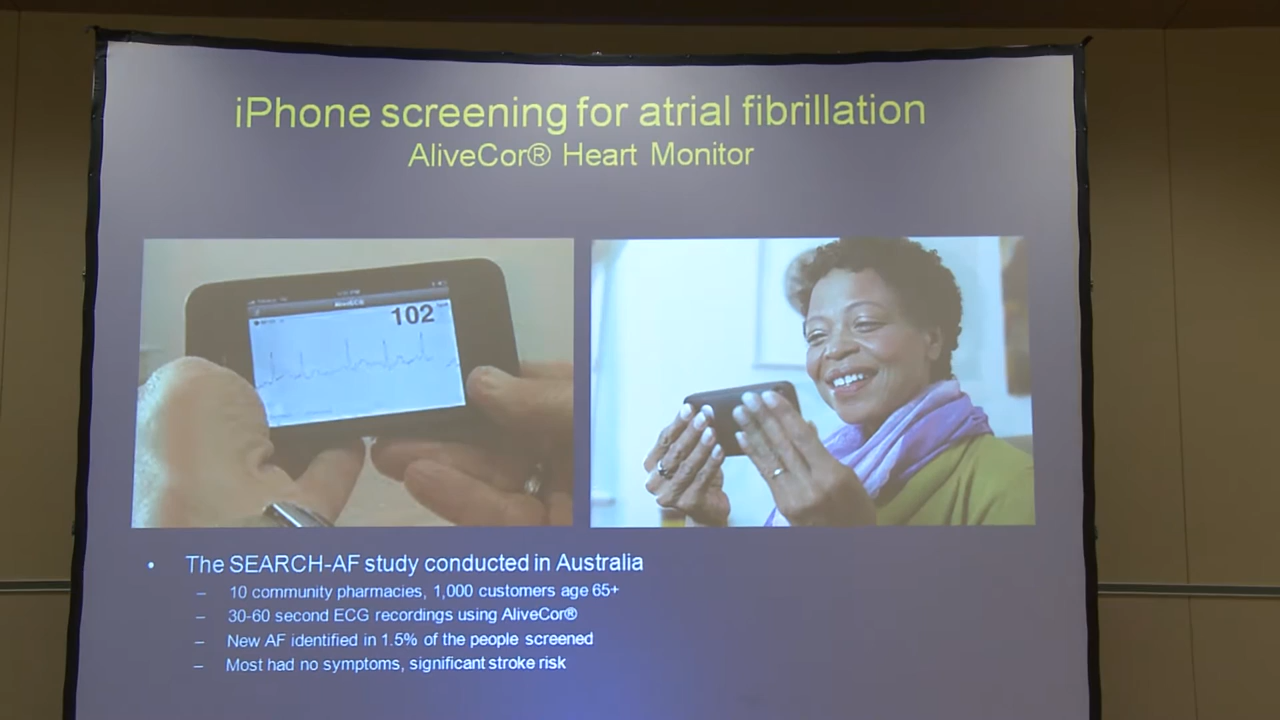 iPhone screening for atrial fibrillation
AliveCor® Heart Monitor
AliveECG
102
• The SEARCH-AF study conducted in Australia
– 10 community pharmacies, 1,000 customers age 65+
– 30-60 second ECG recordings using AliveCor®
– New AF identified in 1.5% of the people screened
– Most had no symptoms, significant stroke risk